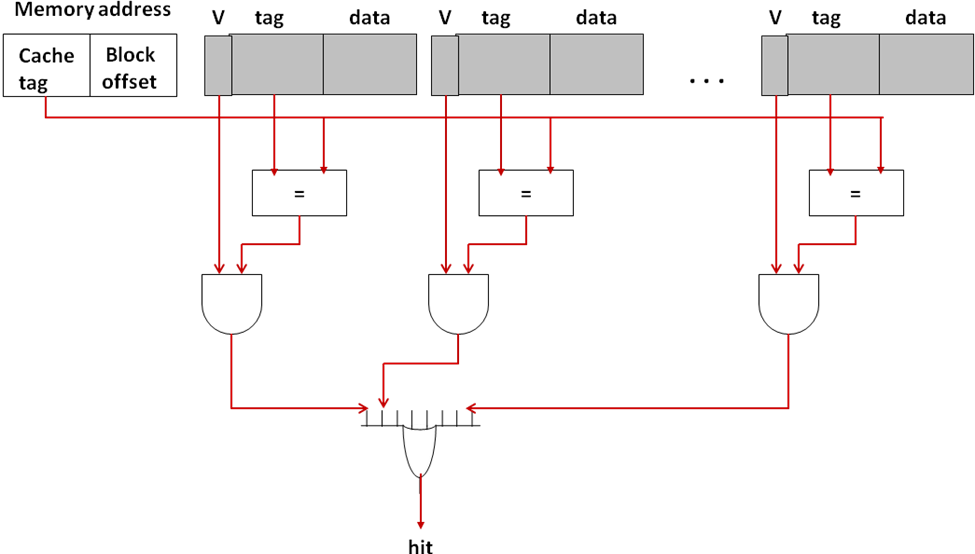 Memory address
V tag data V tag data V tag data
Cache tag
Block offset
. . .
= = =
hit